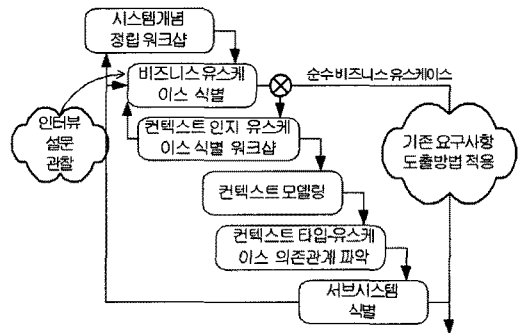 시스템개념
정립 워크샵
비즈니스 유스케
이스 식별
순수 비즈니스 유스케이스
인터뷰
설문
관찰
컨텍스트 인지 유스케
이스 식별 워크샵
기존 요구사항
도출방법 적용
컨텍스트 모델링
컨텍스트 타입-유스케
이스 의존관계 파악
서브시스템
식별